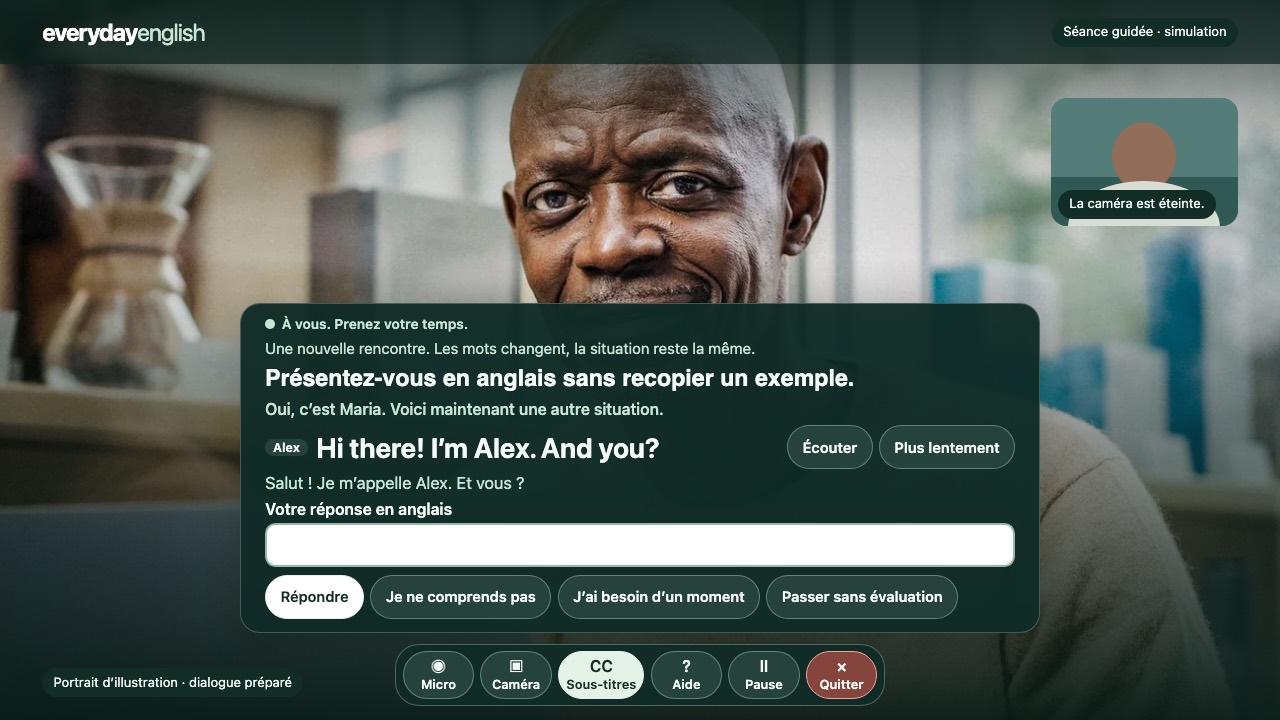 everydayenglish
Séance guidée · simulation
La caméra est éteinte.
À vous. Prenez votre temps.
Une nouvelle rencontre. Les mots changent, la situation reste la même.
Présentez-vous en anglais sans recopier un exemple.
Oui, c’est Maria. Voici maintenant une autre situation.
Alex Hi there! I’m Alex. And you? Écouter Plus lentement
Salut ! Je m’appelle Alex. Et vous ?
Votre réponse en anglais
Répondre Je ne comprends pas J’ai besoin d’un moment Passer sans évaluation
CC ?
Micro Caméra Sous-titres Aide Pause Quitter
Portrait d’illustration · dialogue préparé